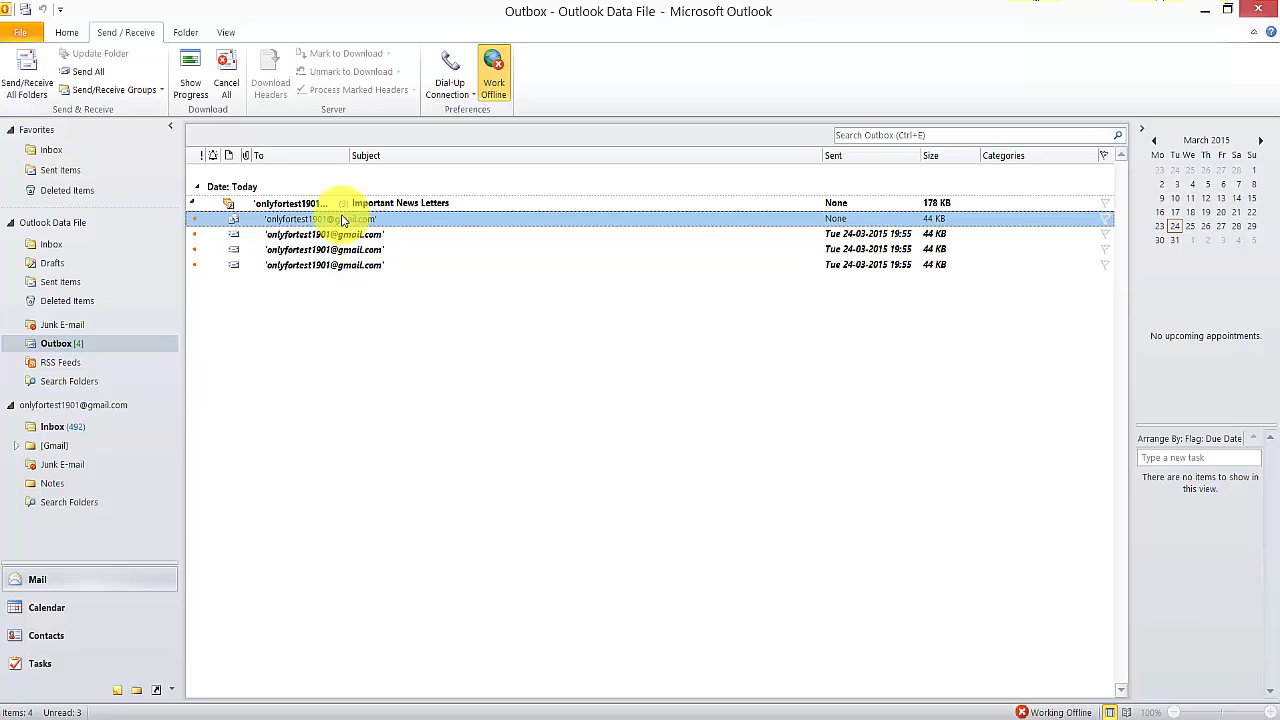 Outbox - Outlook Data File - Microsoft Outlook
File Home Send / Receive Folder View
Send/Receive All Folders
Update Folder
Send All
Send/Receive Groups
Send & Receive
Show Progress
Cancel All
Download
Download Headers
Mark to Download
Unmark to Download
Process Marked Headers
Server
Dial-Up Connection
Work Offline
Preferences
Favorites
Inbox
Sent Items
Deleted Items
Outlook Data File
Inbox
Drafts
Sent Items
Deleted Items
Junk E-mail
Outbox [4]
RSS Feeds
Search Folders
onlyfortest1901@gmail.com
Inbox (492)
[Gmail]
Junk E-mail
Notes
Search Folders
Mail
Calendar
Contacts
Tasks
Search Outbox (Ctrl+E)
! To Subject Sent Size Categories
Date: Today
'onlyfortest1901... (3) Important News Letters None 178 KB
'onlyfortest1901@gmail.com' None 44 KB
'onlyfortest1901@gmail.com' Tue 24-03-2015 19:55 44 KB
'onlyfortest1901@gmail.com' Tue 24-03-2015 19:55 44 KB
'onlyfortest1901@gmail.com' Tue 24-03-2015 19:55 44 KB
March 2015
Mo Tu We Th Fr Sa Su
23 24 25 26 27 28 1
2 3 4 5 6 7 8
9 10 11 12 13 14 15
16 17 18 19 20 21 22
23 24 25 26 27 28 29
30 31 1 2 3 4 5
No upcoming appointments.
Arrange By: Flag: Due Date
Type a new task
There are no items to show in this view.
Items: 4 Unread: 3
Working Offline
100%